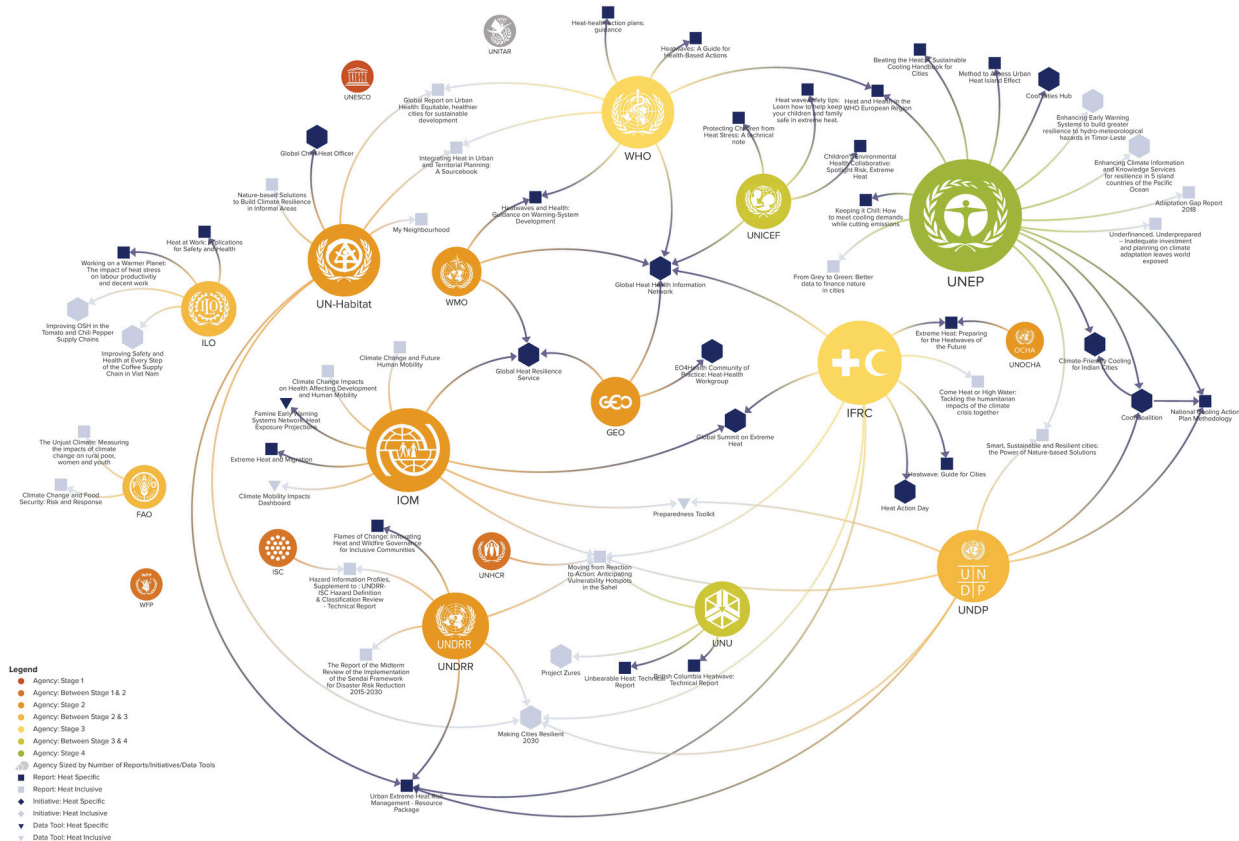 UNITAR
Heat-health action plans:
guidance
Heatwaves: A Guide for
Health-Based Actions
Beating the Heat: A Sustainable
Cooling Handbook for
Cities
Method to Assess Urban
Heat Island Effect
UNESCO
Global Report on Urban
Health: Equitable, healthier
cities for sustainable
development
WHO
Heat wave safety tips:
Learn how to help keep
your children and family
safe in extreme heat.
Heat and Health in the
WHO European Region
Cool Cities Hub
Enhancing Early Warning
Systems to build greater
resilience to hydro-meteorological
hazards in Timor-Leste
Protecting Children from
Heat Stress: A technical
note
Global Chief Heat Officer
Integrating Heat in Urban
and Territorial Planning:
A Sourcebook
Children's Environmental
Health Collaborative:
Spotlight Risk, Extreme
Heat
Enhancing Climate Information
and Knowledge Services
for resilience in 5 island
countries of the Pacific
Ocean
Nature-based Solutions
to Build Climate Resilience
in Informal Areas
Heatwaves and Health:
Guidance on Warning-System
Development
UNICEF
Keeping it Chill: How
to meet cooling demands
while cutting emissions
Adaptation Gap Report
2018
My Neighbourhood
Underfinanced. Underprepared
– Inadequate investment
and planning on climate
adaptation leaves world
exposed
Heat at Work: Implications
for Safety and Health
Working on a Warmer Planet:
The impact of heat stress
on labour productivity
and decent work
UN-Habitat
WMO
Global Heat Health Information
Network
From Grey to Green: Better
data to finance nature
in cities
UNEP
ILO
ILO
Improving OSH in the
Tomato and Chili Pepper
Supply Chains
Improving Safety and
Health at Every Step
of the Coffee Supply
Chain in Viet Nam
Climate Change and Future
Human Mobility
Global Heat Resilience
Service
EO4Health Community of
Practice: Heat-Health
Workgroup
Extreme Heat: Preparing
for the Heatwaves of
the Future
OCHA
UNOCHA
Climate-Friendly Cooling
for Indian Cities
Climate Change Impacts
on Health Affecting Development
and Human Mobility
GEO
GEO
IFRC
Come Heat or High Water:
Tackling the humanitarian
impacts of the climate
crisis together
Famine Early Warning
Systems Network Heat
Exposure Projections
Cool Coalition
National Cooling Action
Plan Methodology
The Unjust Climate: Measuring
the impacts of climate
change on rural poor,
women and youth
Extreme Heat and Migration
Global Summit on Extreme
Heat
Smart, Sustainable and Resilient cities:
the Power of Nature-based Solutions
Climate Change and Food
Security: Risk and Response
FAO
Climate Mobility Impacts
Dashboard
IOM
Heatwave: Guide for Cities
Heat Action Day
Preparedness Toolkit
Flames of Change: Innovating
Heat and Wildfire Governance
for Inclusive Communities
ISC
UNHCR
WFP
WFP
Hazard Information Profiles,
Supplement to : UNDRR-
ISC Hazard Definition
& Classification Review
- Technical Report
Moving from Reaction
to Action: Anticipating
Vulnerability Hotspots
in the Sahel
UN
DP
UNDP
UNDRR
UNDRR
UNU
The Report of the Midterm
Review of the Implementation
of the Sendai Framework
for Disaster Risk Reduction
2015-2030
Project Zures
Unbearable Heat: Technical
Report
British Columbia Heatwave:
Technical Report
Making Cities Resilient
2030
Urban Extreme Heat Risk
Management - Resource
Package
Legend
Agency: Stage 1
Agency: Between Stage 1 & 2
Agency: Stage 2
Agency: Between Stage 2 & 3
Agency: Stage 3
Agency: Between Stage 3 & 4
Agency: Stage 4
Agency Sized by Number of Reports/Initiatives/Data Tools
Report: Heat Specific
Report: Heat Inclusive
Initiative: Heat Specific
Initiative: Heat Inclusive
Data Tool: Heat Specific
Data Tool: Heat Inclusive